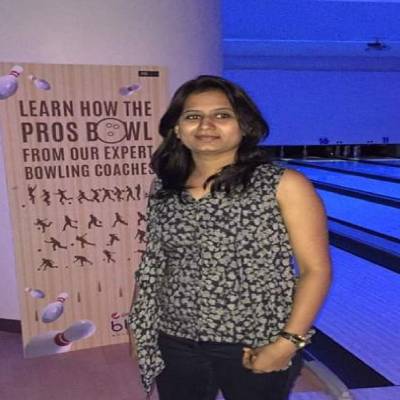 LEARN HOW THE
PROS BOWL
FROM OUR EXPERT
BOWLING COACHES